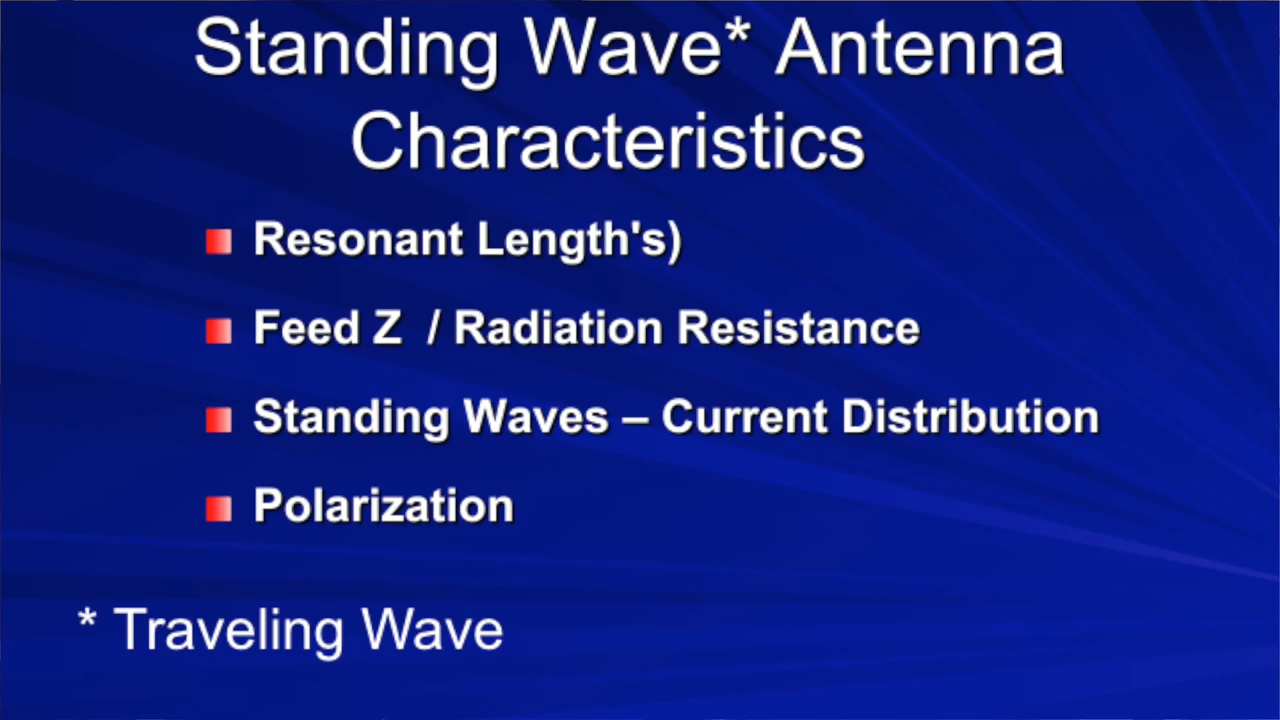 Standing Wave* Antenna
Characteristics
Resonant Length's)
Feed Z / Radiation Resistance
Standing Waves – Current Distribution
Polarization
* Traveling Wave